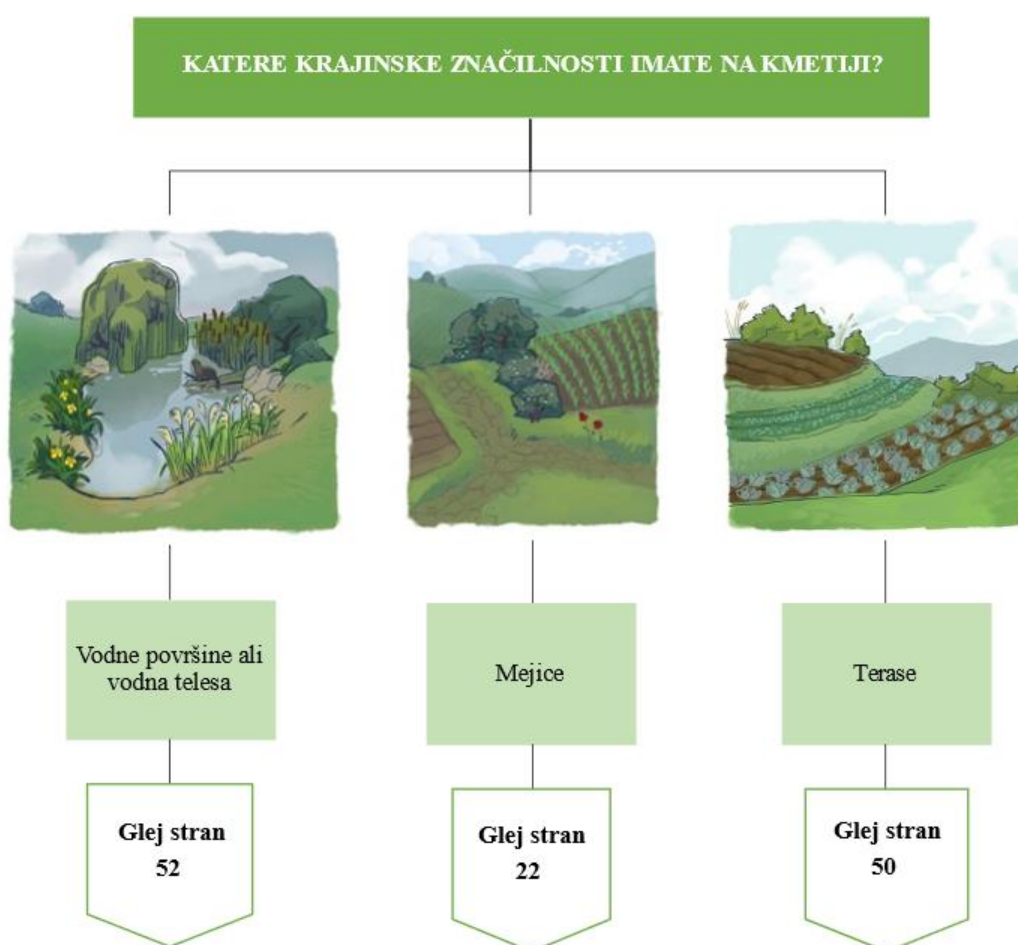 KATERE KRAJINSKE ZNAČILNOSTI IMATE NA KMETIJI?
Vodne površine ali
vodna telesa
Mejice
Terase
Glej stran
52
Glej stran
22
Glej stran
50